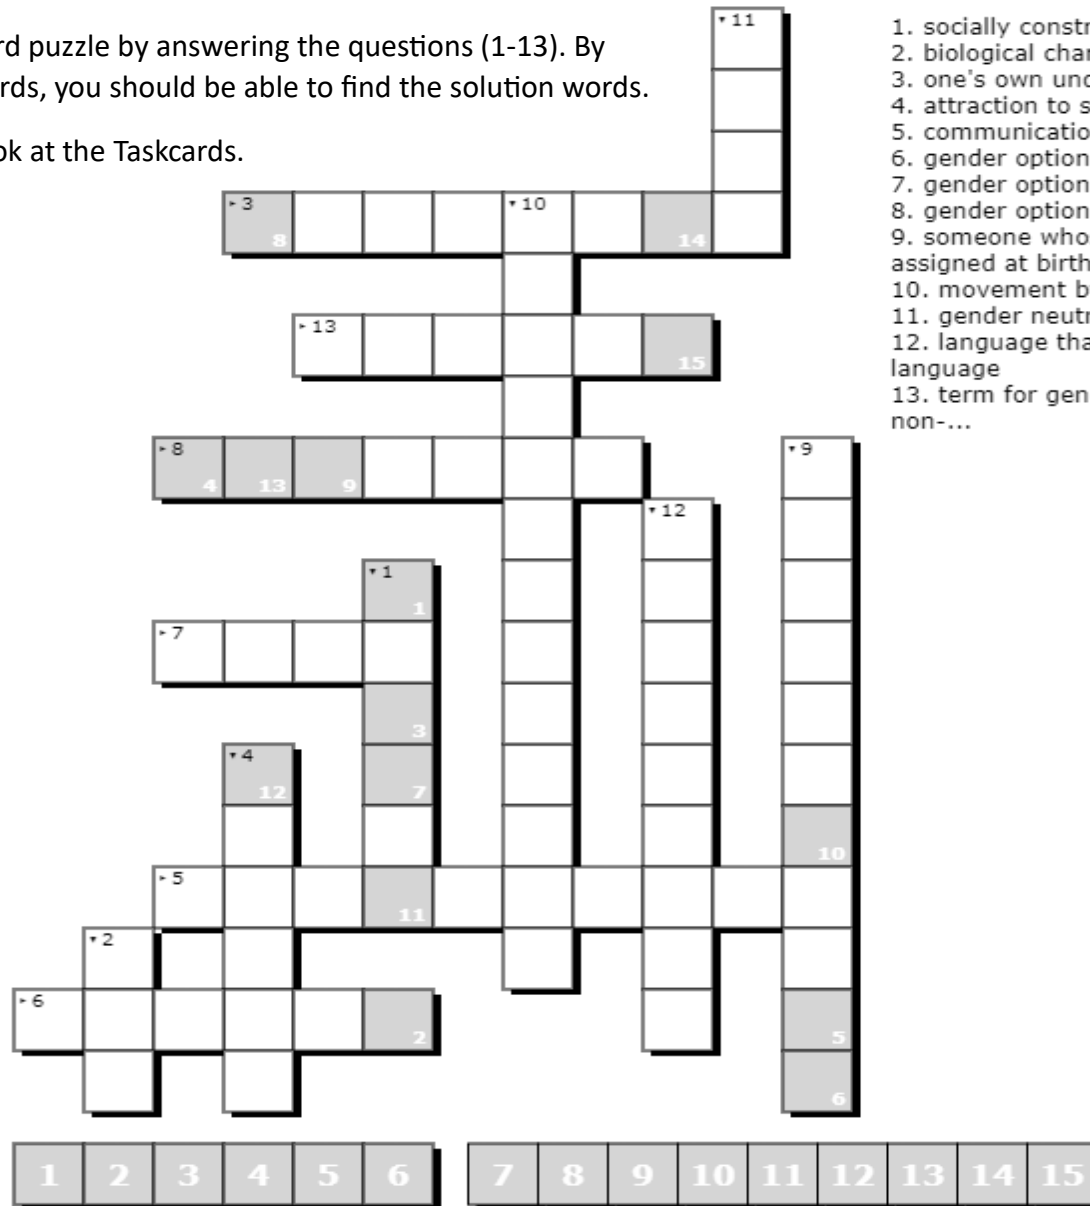 rd puzzle by answering the questions (1-13). By
rds, you should be able to find the solution words.
ok at the Taskcards.
1. socially constr
2. biological char
3. one's own und
4. attraction to s
5. communicatio
6. gender option
7. gender option
8. gender option
9. someone who
assigned at birth
10. movement b
11. gender neutr
12. language tha
language
13. term for gen
non-...
11
3
10
8
14
13
15
8
9
4
13
9
12
1
1
7
3
4
12
7
10
5
11
2
6
2
5
6
1 2 3 4 5 6 7 8 9 10 11 12 13 14 15